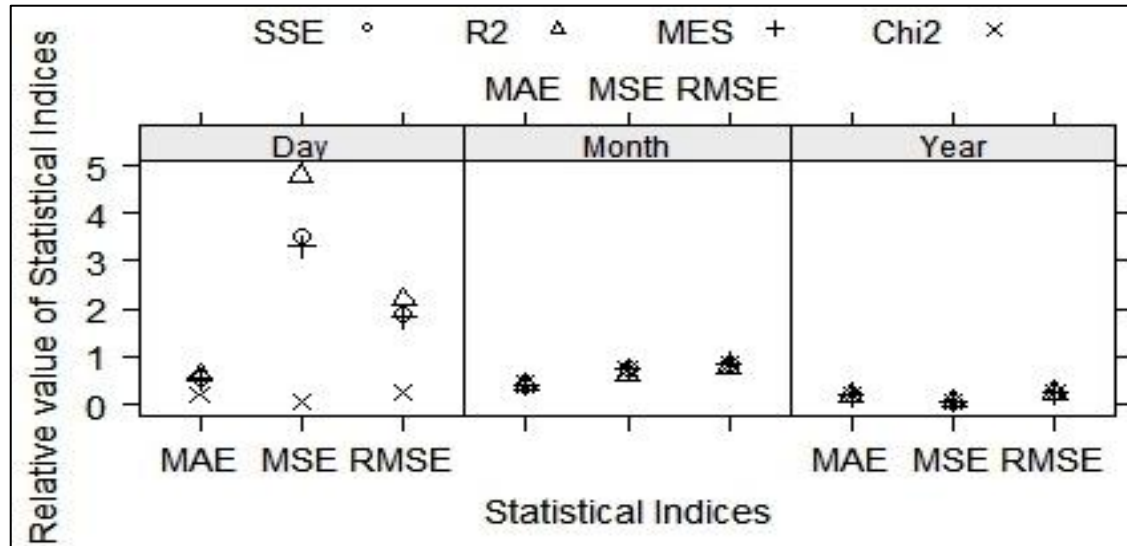 SSE R2 MES Chi2
MAE MSE RMSE
Day Month Year
Relative value of Statistical Indices
5
4
3
2
1
0
MAE MSE RMSE MAE MSE RMSE
Statistical Indices